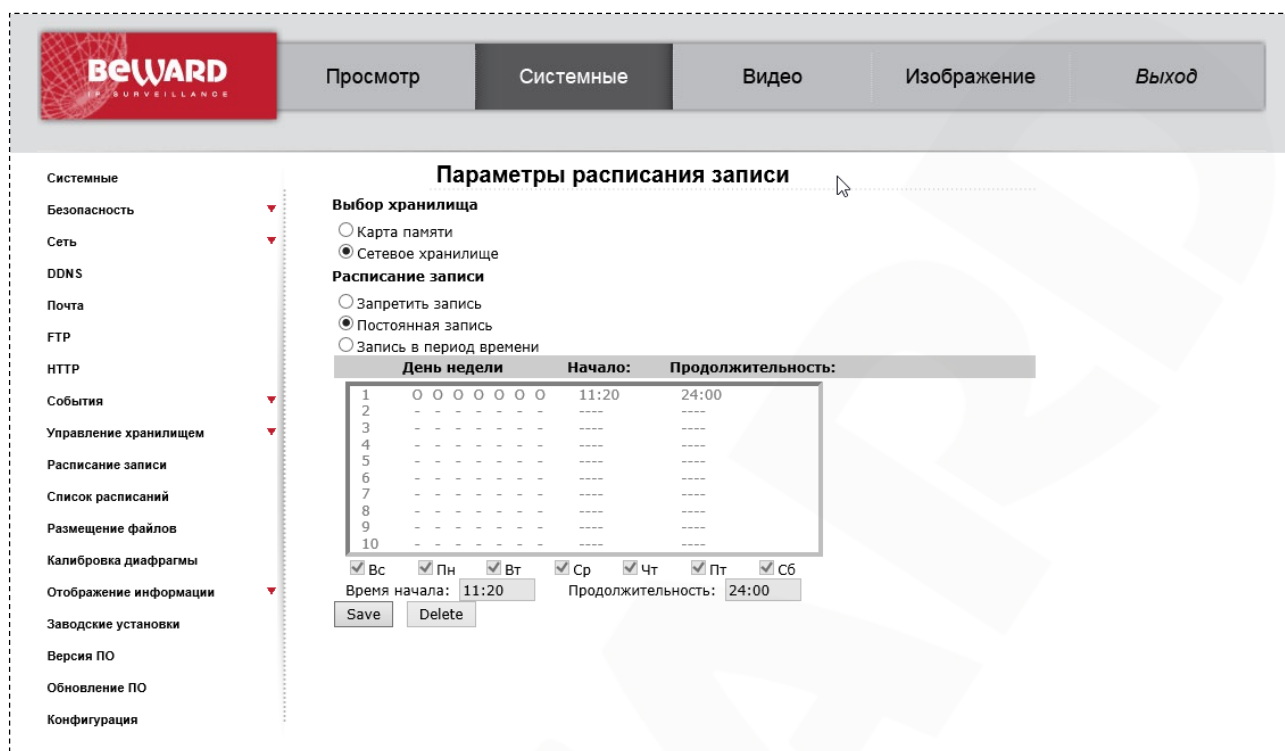 BEWARD
IP SURVEILLANCE
Просмотр Системные Видео Изображение Выход
Системные
Безопасность
Сеть
DDNS
Почта
FTP
HTTP
События
Управление хранилищем
Расписание записи
Список расписаний
Размещение файлов
Калибровка диафрагмы
Отображение информации
Заводские установки
Версия ПО
Обновление ПО
Конфигурация
Параметры расписания записи
Выбор хранилища
Карта памяти
Сетевое хранилище
Расписание записи
Запретить запись
Постоянная запись
Запись в период времени
День недели Начало: Продолжительность:
1 O O O O O O O 11:20 24:00
2 - - - - - - - ---- ----
3 - - - - - - - ---- ----
4 - - - - - - - ---- ----
5 - - - - - - - ---- ----
6 - - - - - - - ---- ----
7 - - - - - - - ---- ----
8 - - - - - - - ---- ----
9 - - - - - - - ---- ----
10 - - - - - - - ---- ----
Вс Пн Вт Ср Чт Пт Сб
Время начала: 11:20 Продолжительность: 24:00
Save Delete